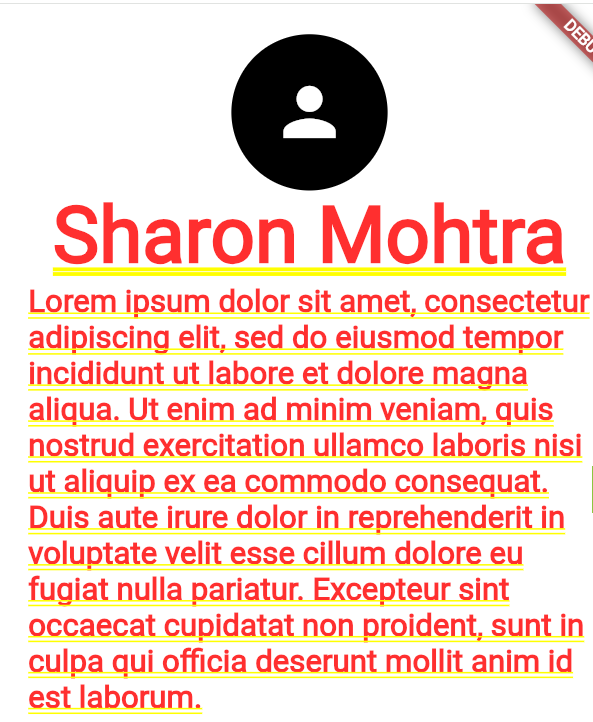 DEBU
Sharon Mohtra
Lorem ipsum dolor sit amet, consectetur
adipiscing elit, sed do eiusmod tempor
incididunt ut labore et dolore magna
aliqua. Ut enim ad minim veniam, quis
nostrud exercitation ullamco laboris nisi
ut aliquip ex ea commodo consequat.
Duis aute irure dolor in reprehenderit in
voluptate velit esse cillum dolore eu
fugiat nulla pariatur. Excepteur sint
occaecat cupidatat non proident, sunt in
culpa qui officia deserunt mollit anim id
est laborum.